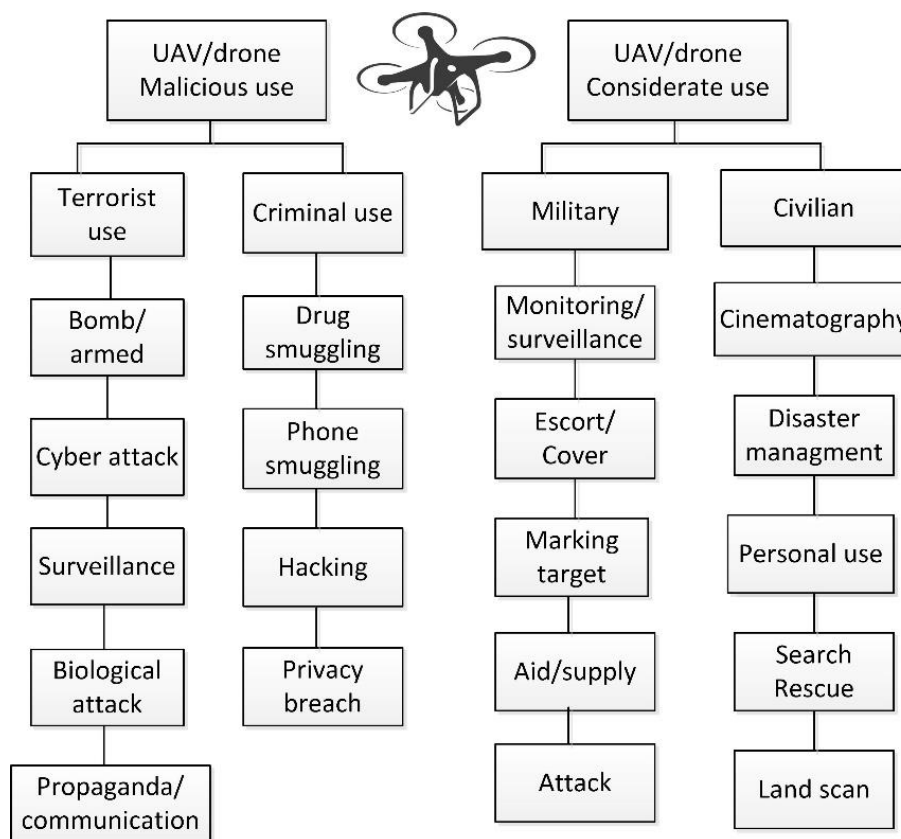 UAV/drone
Malicious use
UAV/drone
Considerate use
Terrorist
use
Criminal use
Military
Civilian
Bomb/
armed
Drug
smuggling
Monitoring/
surveillance
Cinematography
Cyber attack
Phone
smuggling
Escort/
Cover
Disaster
managment
Surveillance
Hacking
Marking
target
Personal use
Biological
attack
Privacy
breach
Aid/supply
Search
Rescue
Propaganda/
communication
Attack
Land scan